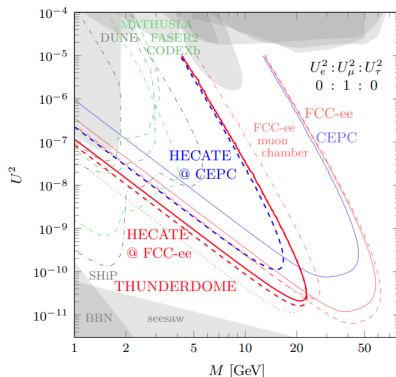 10^{-4}
10^{-5}
10^{-6}
10^{-7}
10^{-8}
10^{-9}
10^{-10}
10^{-11}
U^2
MATHUSLA
DUNE
FASER2
CODEXb
U_e^2 : U_μ^2 : U_τ^2
0 : 1 : 0
FCC-ee
CEPC
FCC-ee
muon
chamber
HECATE
@ CEPC
HECATE
@ FCC-ee
SHiP
THUNDERDOME
BBN
seesaw
1
2
5
10
20
50
M [GeV]